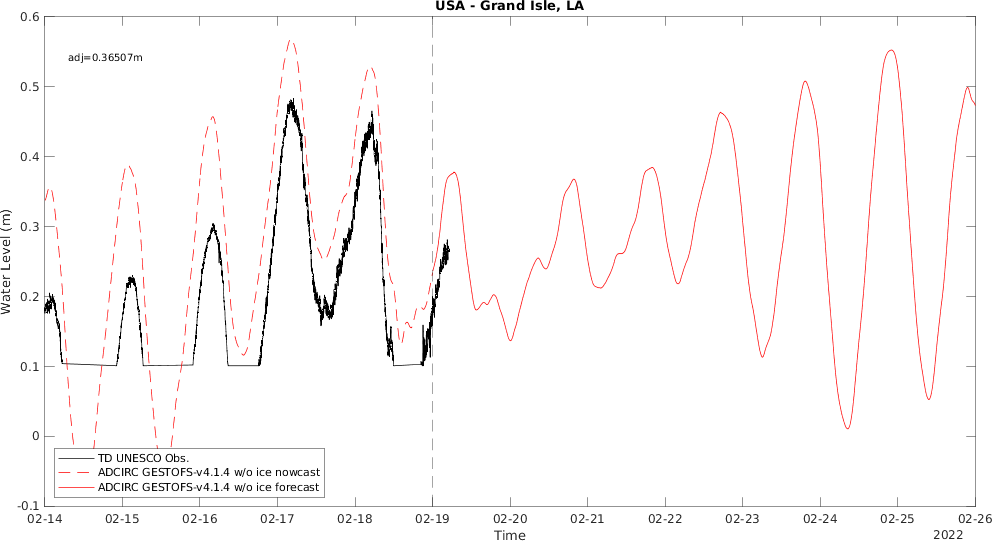 USA - Grand Isle, LA
0.6
adj=0.36507m
0.5
0.4
0.3
0.2
0.1
0
-0.1
Water Level (m)
TD UNESCO Obs.
ADCIRC GESTOFS-v4.1.4 w/o ice nowcast
ADCIRC GESTOFS-v4.1.4 w/o ice forecast
02-14 02-15 02-16 02-17 02-18 02-19 02-20 02-21 02-22 02-23 02-24 02-25 02-26
Time
2022